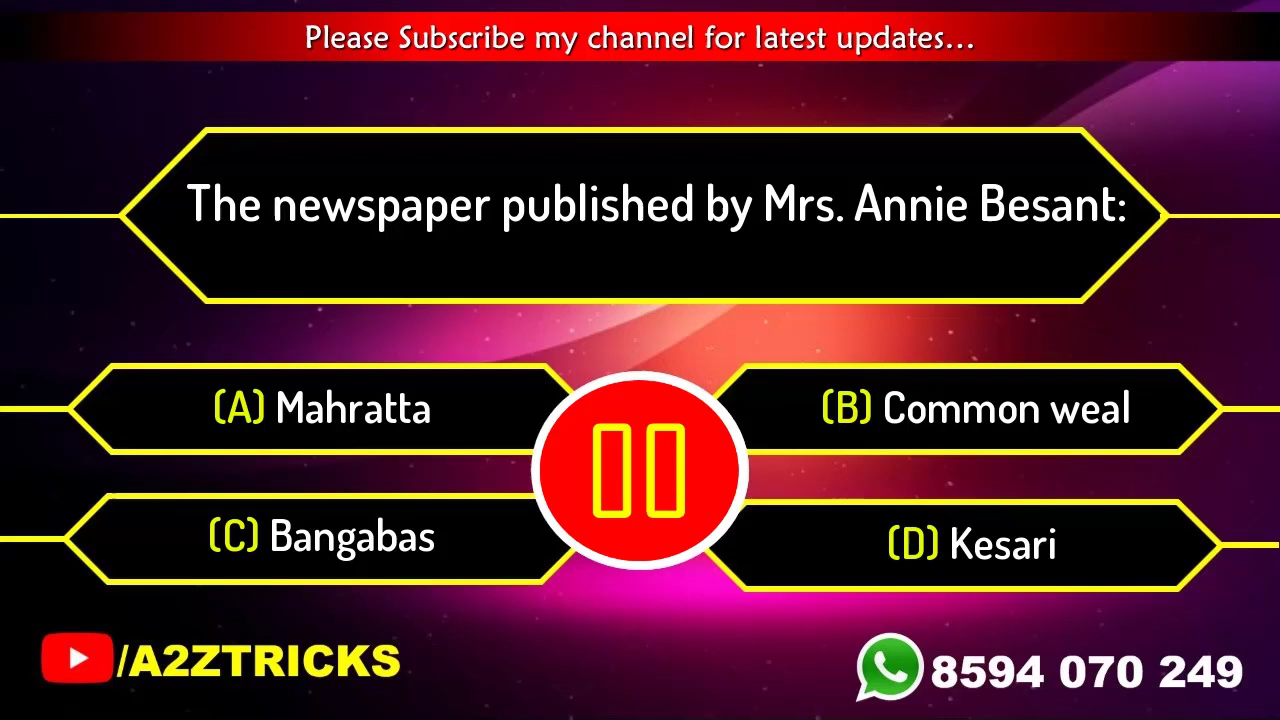 Please Subscribe my channel for latest updates...
The newspaper published by Mrs. Annie Besant:
(A) Mahratta
(B) Common weal
(C) Bangabas
(D) Kesari
/A2ZTRICKS
8594 070 249